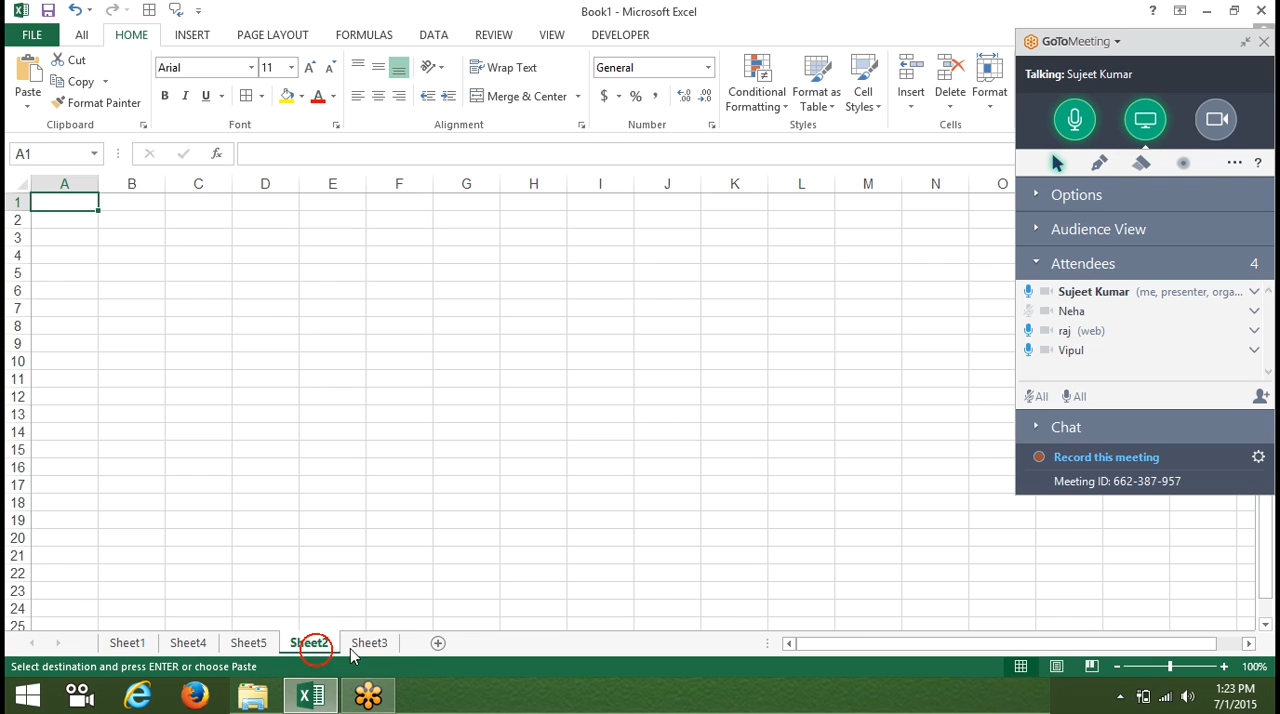 Book1 - Microsoft Excel
FILE All HOME INSERT PAGE LAYOUT FORMULAS DATA REVIEW VIEW DEVELOPER
Paste Cut Copy Format Painter
Clipboard
Arial 11
B I U A
Font
Wrap Text
Merge & Center
Alignment
General
$ % ,
Number
Conditional Formatting Format as Table Cell Styles
Styles
Insert Delete Format
Cells
A1 fx
A B C D E F G H I J K L M N O
1
2
3
4
5
6
7
8
9
10
11
12
13
14
15
16
17
18
19
20
21
22
23
24
25
Sheet1 Sheet4 Sheet5 Sheet2 Sheet3
Select destination and press ENTER or choose Paste
100%
GoToMeeting
Talking: Sujeet Kumar
Options
Audience View
Attendees 4
Sujeet Kumar (me, presenter, orga...
Neha
raj (web)
Vipul
All All
Chat
Record this meeting
Meeting ID: 662-387-957
1:23 PM
7/1/2015